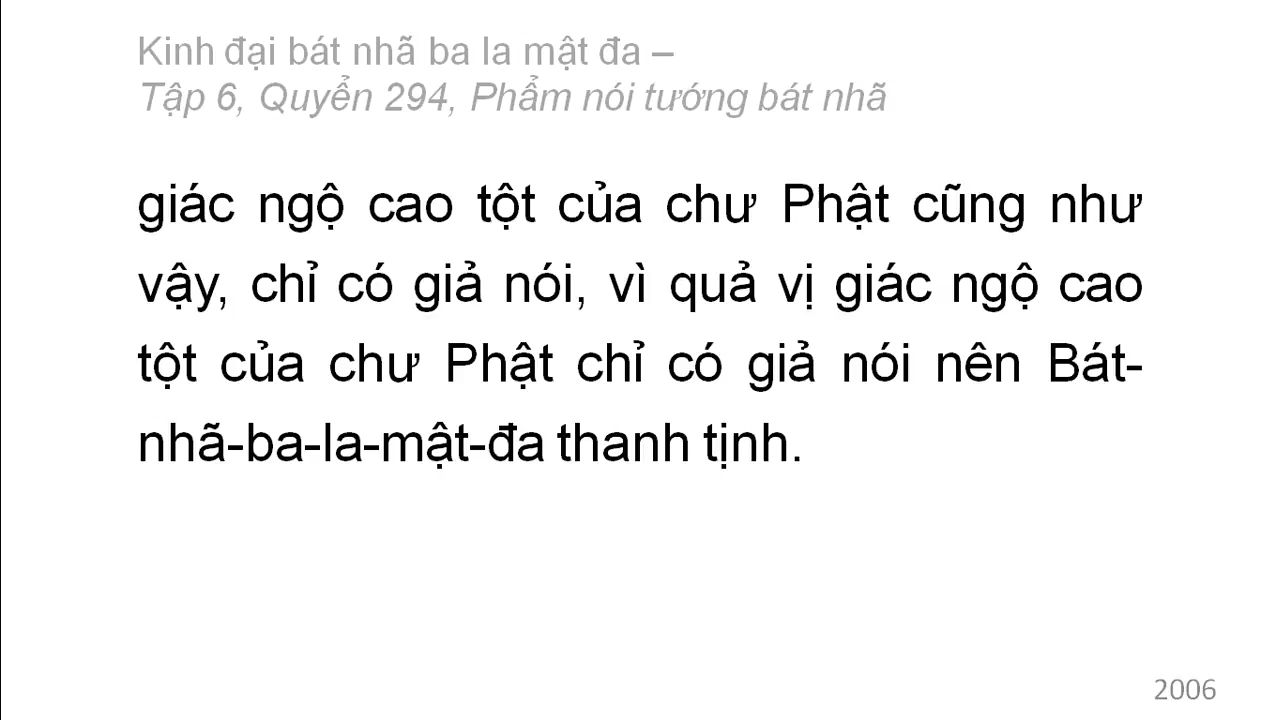 Kinh đại bát nhã ba la mật đa –
Tập 6, Quyển 294, Phẩm nói tướng bát nhã
giác ngộ cao tột của chư Phật cũng như
vậy, chỉ có giả nói, vì quả vị giác ngộ cao
tột của chư Phật chỉ có giả nói nên Bát-
nhã-ba-la-mật-đa thanh tịnh.
2006